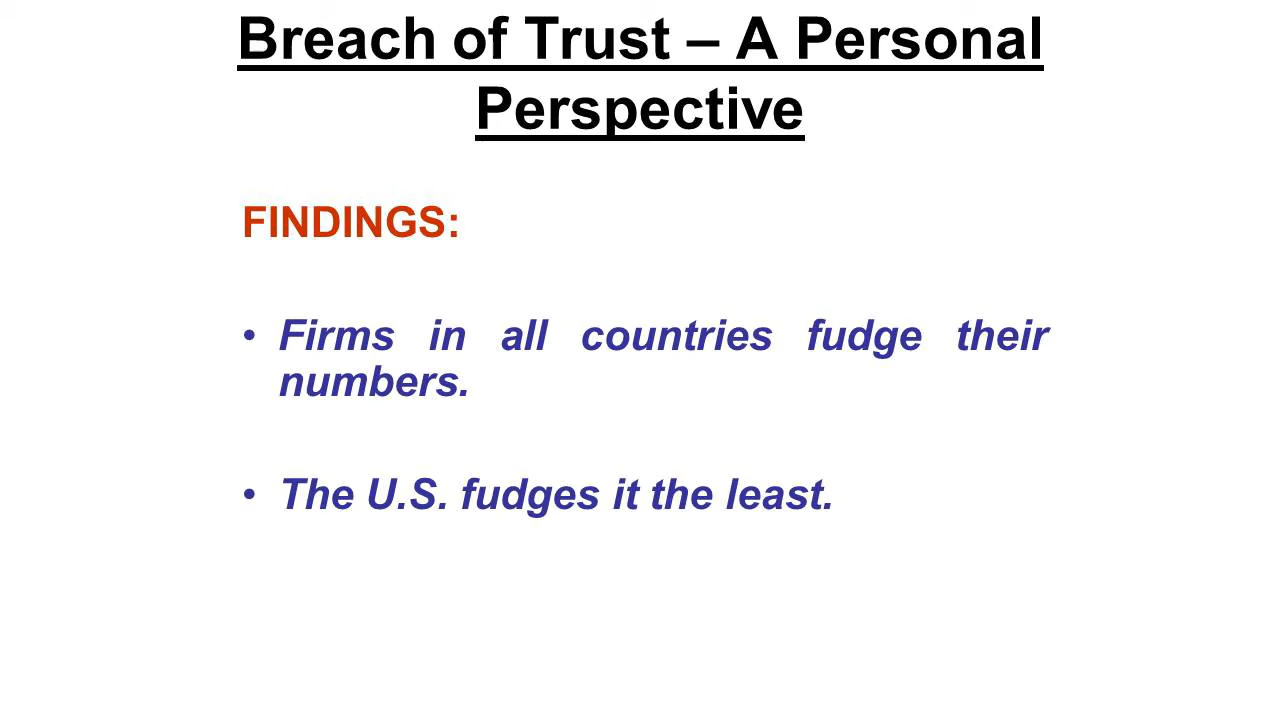 Breach of Trust – A Personal
Perspective
FINDINGS:
• Firms in all countries fudge their
numbers.
• The U.S. fudges it the least.